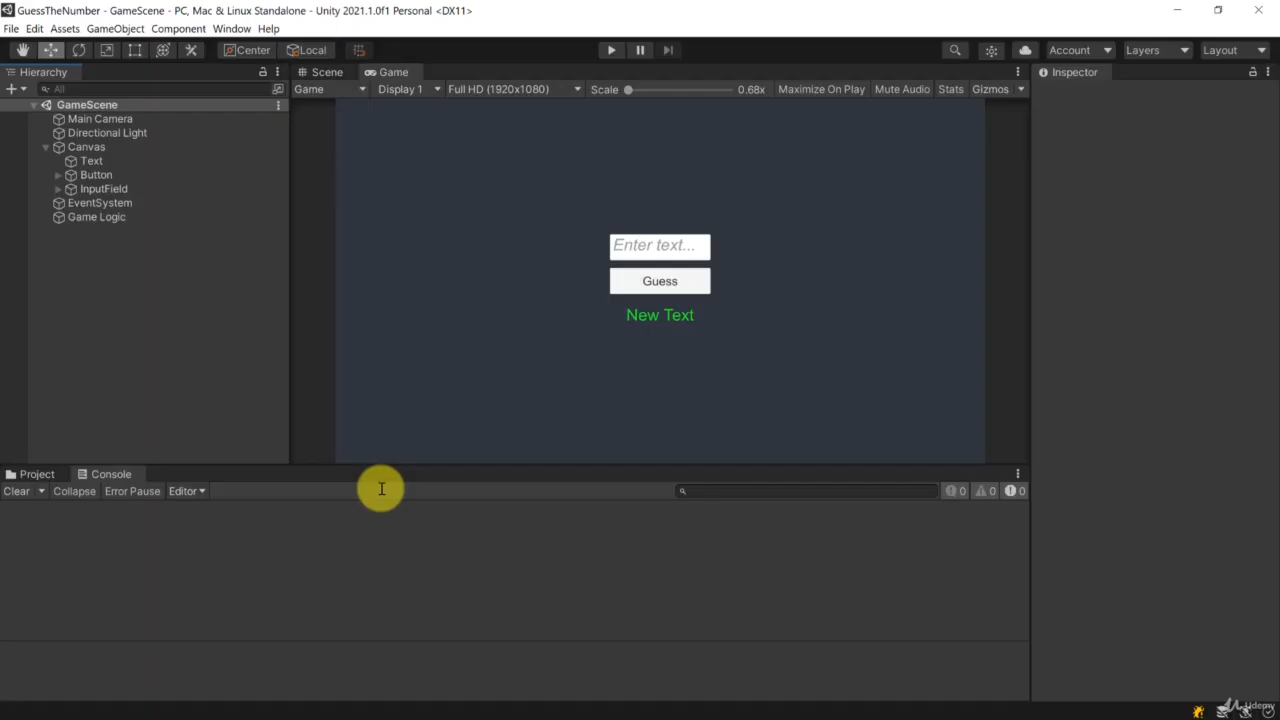 GuessTheNumber - GameScene - PC, Mac & Linux Standalone - Unity 2021.1.0f1 Personal <DX11>
File Edit Assets GameObject Component Window Help
Center Local Account Layers Layout
Hierarchy
All
GameScene
Main Camera
Directional Light
Canvas
Text
Button
InputField
EventSystem
Game Logic
Scene Game
Game Display 1 Full HD (1920x1080) Scale 0.68x Maximize On Play Mute Audio Stats Gizmos
Enter text...
Guess
New Text
Inspector
Project Console
Clear Collapse Error Pause Editor 0 0 0
Udemy